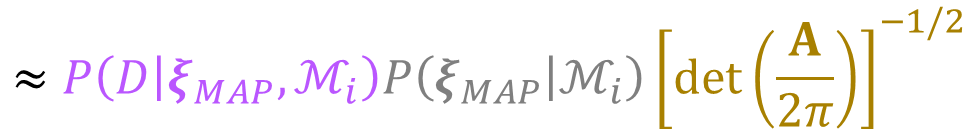 ≈ P(D|ξ_MAP, ℳ_i)P(ξ_MAP|ℳ_i) [det(A/2π)]^{-1/2}